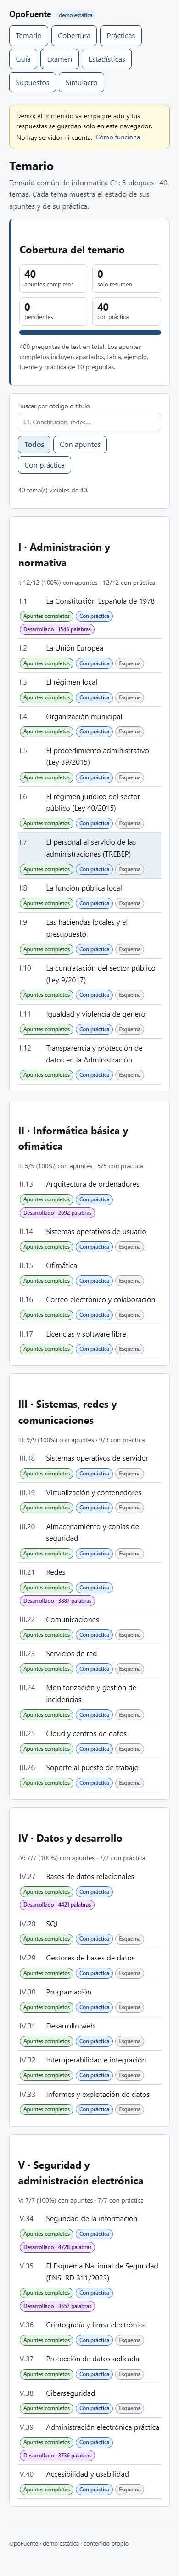 OpoFuente demo estática
Temario Cobertura Prácticas
Guía Examen Estadísticas
Supuestos Simulacro
Demo: el contenido va empaquetado y tus
respuestas se guardan solo en este navegador.
No hay servidor ni cuenta. Cómo funciona
Temario
Temario común de informática C1: 5 bloques · 40
temas. Cada tema muestra el estado de sus
apuntes y de su práctica.
Cobertura del temario
40 0
apuntes completos solo resumen
0 40
pendientes con práctica
400 preguntas de test en total. Los apuntes
completos incluyen apartados, tabla, ejemplo,
fuente y práctica de 10 preguntas.
Buscar por código o título
I.1, Constitución, redes...
Todos Con apuntes
Con práctica
40 tema(s) visibles de 40.
I · Administración y
normativa
I: 12/12 (100%) con apuntes · 12/12 con práctica
I.1 La Constitución Española de 1978
Apuntes completos Con práctica
Desarrollado · 1543 palabras
I.2 La Unión Europea
Apuntes completos Con práctica Esquema
I.3 El régimen local
Apuntes completos Con práctica Esquema
I.4 Organización municipal
Apuntes completos Con práctica Esquema
I.5 El procedimiento administrativo
(Ley 39/2015)
Apuntes completos Con práctica Esquema
I.6 El régimen jurídico del sector
público (Ley 40/2015)
Apuntes completos Con práctica Esquema
I.7 El personal al servicio de las
administraciones (TREBEP)
Apuntes completos Con práctica Esquema
I.8 La función pública local
Apuntes completos Con práctica Esquema
I.9 Las haciendas locales y el
presupuesto
Apuntes completos Con práctica Esquema
I.10 La contratación del sector público
(Ley 9/2017)
Apuntes completos Con práctica Esquema
I.11 Igualdad y violencia de género
Apuntes completos Con práctica Esquema
I.12 Transparencia y protección de
datos en la Administración
Apuntes completos Con práctica Esquema
II · Informática básica y
ofimática
II: 5/5 (100%) con apuntes · 5/5 con práctica
II.13 Arquitectura de ordenadores
Apuntes completos Con práctica
Desarrollado · 2692 palabras
II.14 Sistemas operativos de usuario
Apuntes completos Con práctica Esquema
II.15 Ofimática
Apuntes completos Con práctica Esquema
II.16 Correo electrónico y colaboración
Apuntes completos Con práctica Esquema
II.17 Licencias y software libre
Apuntes completos Con práctica Esquema
III · Sistemas, redes y
comunicaciones
III: 9/9 (100%) con apuntes · 9/9 con práctica
III.18 Sistemas operativos de servidor
Apuntes completos Con práctica Esquema
III.19 Virtualización y contenedores
Apuntes completos Con práctica Esquema
III.20 Almacenamiento y copias de
seguridad
Apuntes completos Con práctica Esquema
III.21 Redes
Apuntes completos Con práctica
Desarrollado · 3887 palabras
III.22 Comunicaciones
Apuntes completos Con práctica Esquema
III.23 Servicios de red
Apuntes completos Con práctica Esquema
III.24 Monitorización y gestión de
incidencias
Apuntes completos Con práctica Esquema
III.25 Cloud y centros de datos
Apuntes completos Con práctica Esquema
III.26 Soporte al puesto de trabajo
Apuntes completos Con práctica Esquema
IV · Datos y desarrollo
IV: 7/7 (100%) con apuntes · 7/7 con práctica
IV.27 Bases de datos relacionales
Apuntes completos Con práctica
Desarrollado · 4421 palabras
IV.28 SQL
Apuntes completos Con práctica Esquema
IV.29 Gestores de bases de datos
Apuntes completos Con práctica Esquema
IV.30 Programación
Apuntes completos Con práctica Esquema
IV.31 Desarrollo web
Apuntes completos Con práctica Esquema
IV.32 Interoperabilidad e integración
Apuntes completos Con práctica Esquema
IV.33 Informes y explotación de datos
Apuntes completos Con práctica Esquema
V · Seguridad y
administración electrónica
V: 7/7 (100%) con apuntes · 7/7 con práctica
V.34 Seguridad de la información
Apuntes completos Con práctica
Desarrollado · 4728 palabras
V.35 El Esquema Nacional de Seguridad
(ENS, RD 311/2022)
Apuntes completos Con práctica
Desarrollado · 3557 palabras
V.36 Criptografía y firma electrónica
Apuntes completos Con práctica Esquema
V.37 Protección de datos aplicada
Apuntes completos Con práctica Esquema
V.38 Ciberseguridad
Apuntes completos Con práctica Esquema
V.39 Administración electrónica práctica
Apuntes completos Con práctica
Desarrollado · 3736 palabras
V.40 Accesibilidad y usabilidad
Apuntes completos Con práctica Esquema
OpoFuente · demo estática · contenido propio